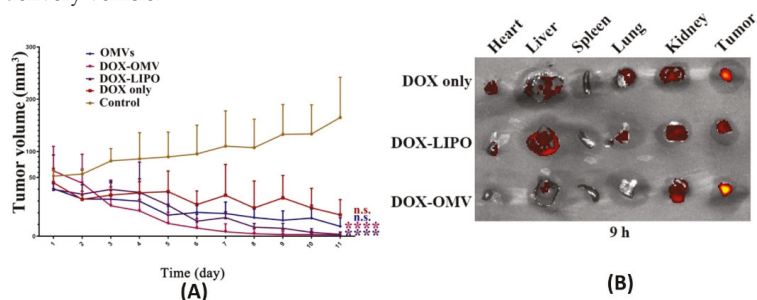 OMVs
DOX-OMV
DOX-LIPO
DOX only
Control
Tumor volume (mm³)
300
200
100
50
0
n.s.
n.s.
****
****
1 2 3 4 5 6 7 8 9 10 11
Time (day)
(A)
Heart Liver Spleen Lung Kidney Tumor
DOX only
DOX-LIPO
DOX-OMV
9 h
(B)